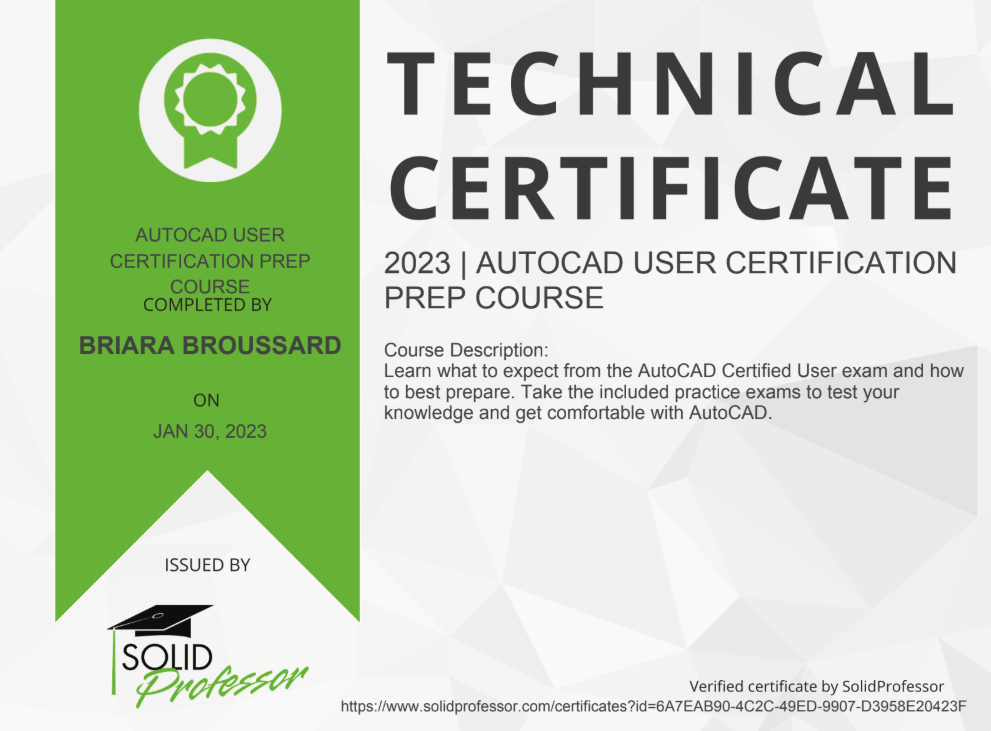 AUTOCAD USER
CERTIFICATION PREP
COURSE
COMPLETED BY
BRIARA BROUSSARD
ON
JAN 30, 2023
ISSUED BY
SOLID
Professor
TECHNICAL
CERTIFICATE
2023 | AUTOCAD USER CERTIFICATION
PREP COURSE
Course Description:
Learn what to expect from the AutoCAD Certified User exam and how
to best prepare. Take the included practice exams to test your
knowledge and get comfortable with AutoCAD.
Verified certificate by SolidProfessor
https://www.solidprofessor.com/certificates?id=6A7EAB90-4C2C-49ED-9907-D3958E20423F